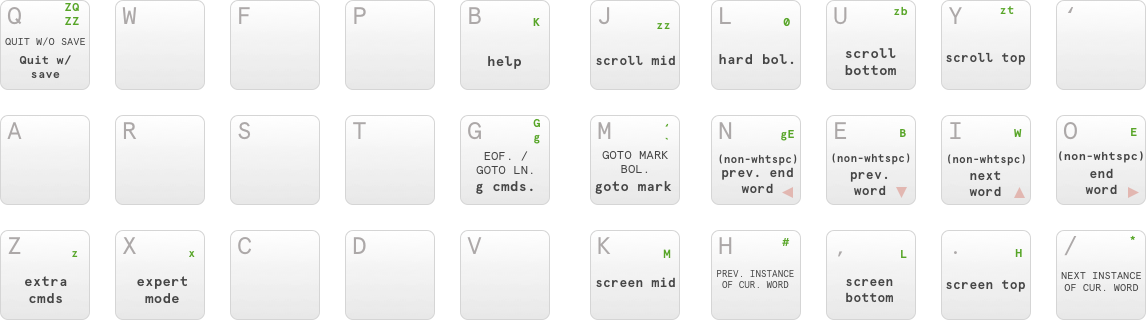 Q ZQ
ZZ
QUIT W/O SAVE
Quit w/
save
W
F
P
B K
help
J zz
scroll mid
L 0
hard bol.
U zb
scroll
bottom
Y zt
scroll top
‘
A
R
S
T
G G
g
EOF. /
GOTO LN.
g cmds.
M ´
`
GOTO MARK
BOL.
goto mark
N gE
(non-whtspc)
prev. end
word ◀
E B
(non-whtspc)
prev.
word ▼
I W
(non-whtspc)
next
word ▲
O E
(non-whtspc)
end
word ▶
Z z
extra
cmds
X x
expert
mode
C
D
V
K M
screen mid
H #
PREV. INSTANCE
OF CUR. WORD
, L
screen
bottom
. H
screen top
/ *
NEXT INSTANCE
OF CUR. WORD